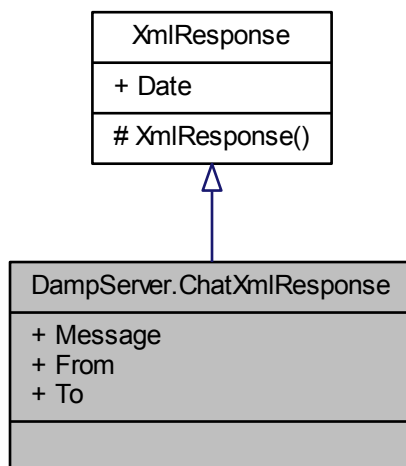 XmlResponse
+ Date
# XmlResponse()
DampServer.ChatXmlResponse
+ Message
+ From
+ To